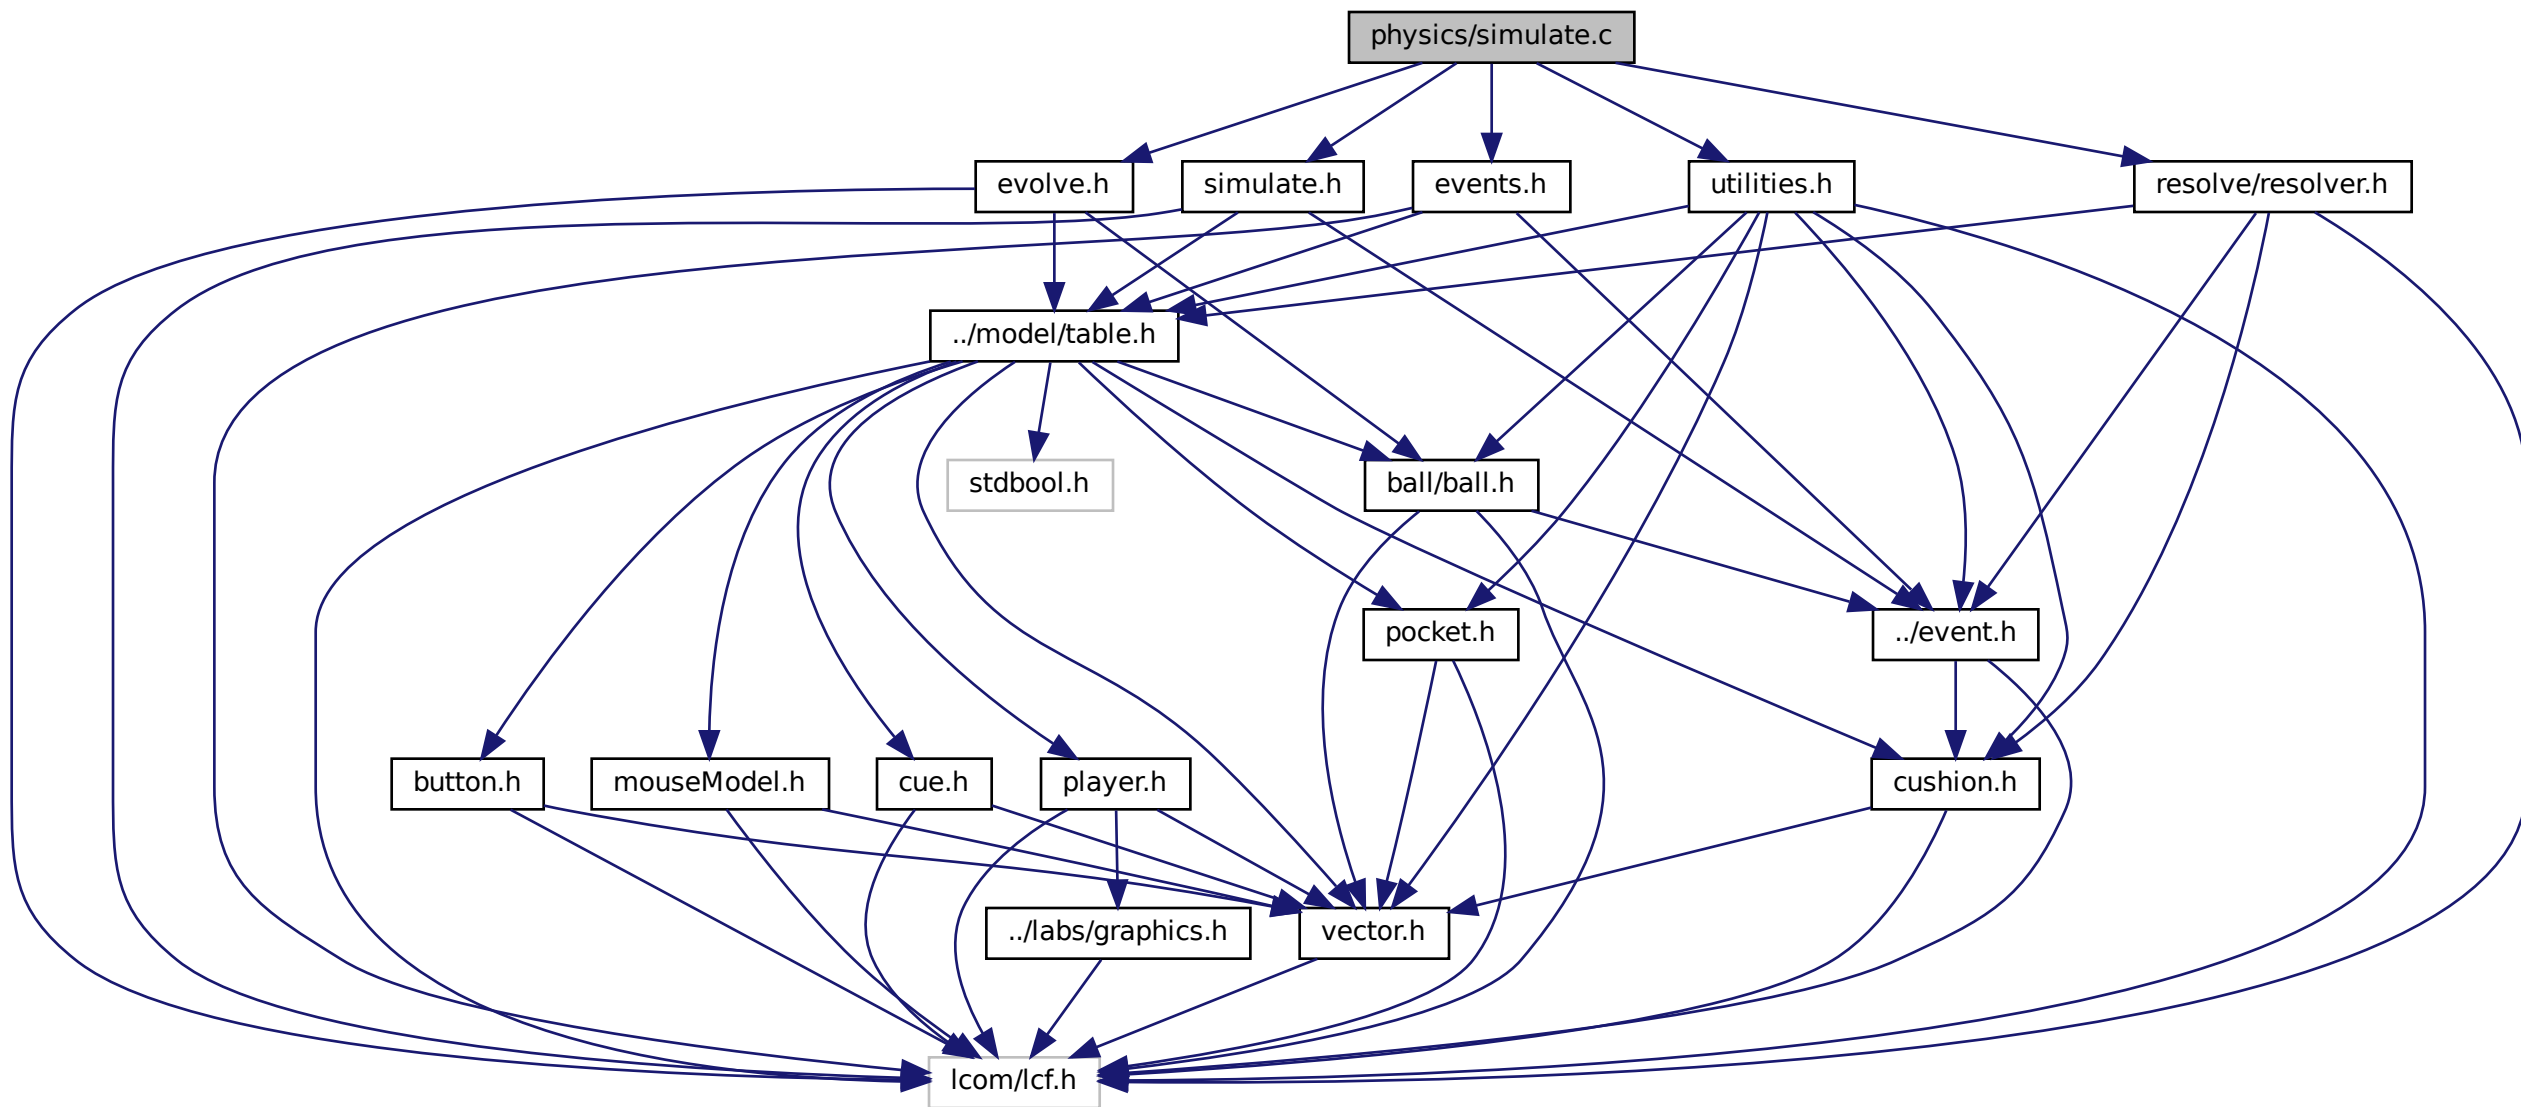 physics/simulate.c
evolve.h
simulate.h
events.h
utilities.h
resolve/resolver.h
../model/table.h
stdbool.h
ball/ball.h
pocket.h
../event.h
button.h
mouseModel.h
cue.h
player.h
cushion.h
../labs/graphics.h
vector.h
lcom/lcf.h